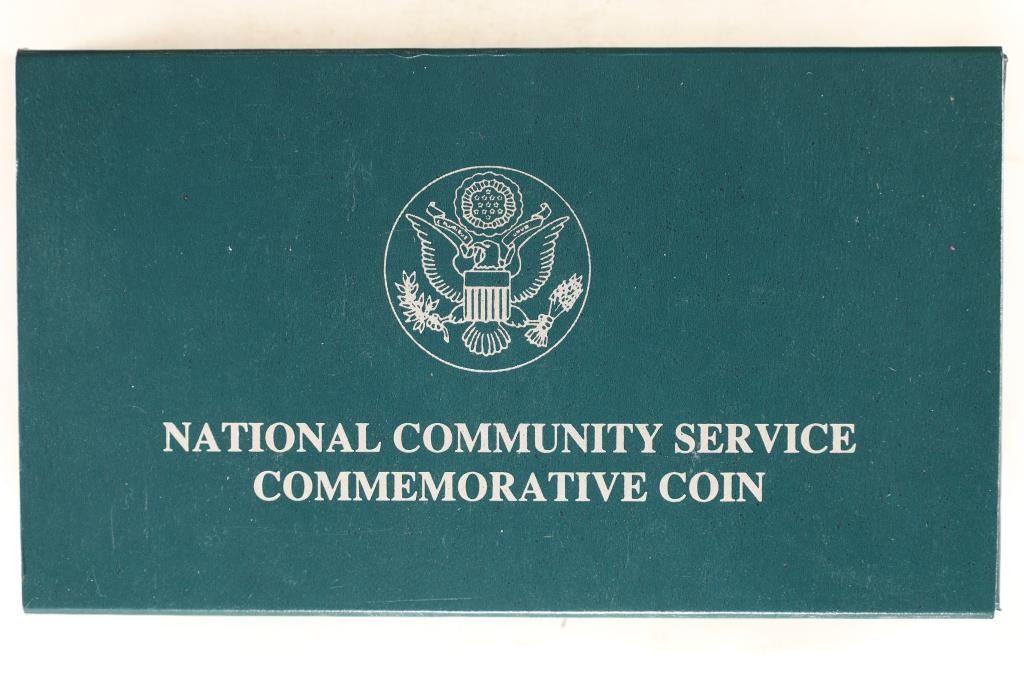 NATIONAL COMMUNITY SERVICE
COMMEMORATIVE COIN